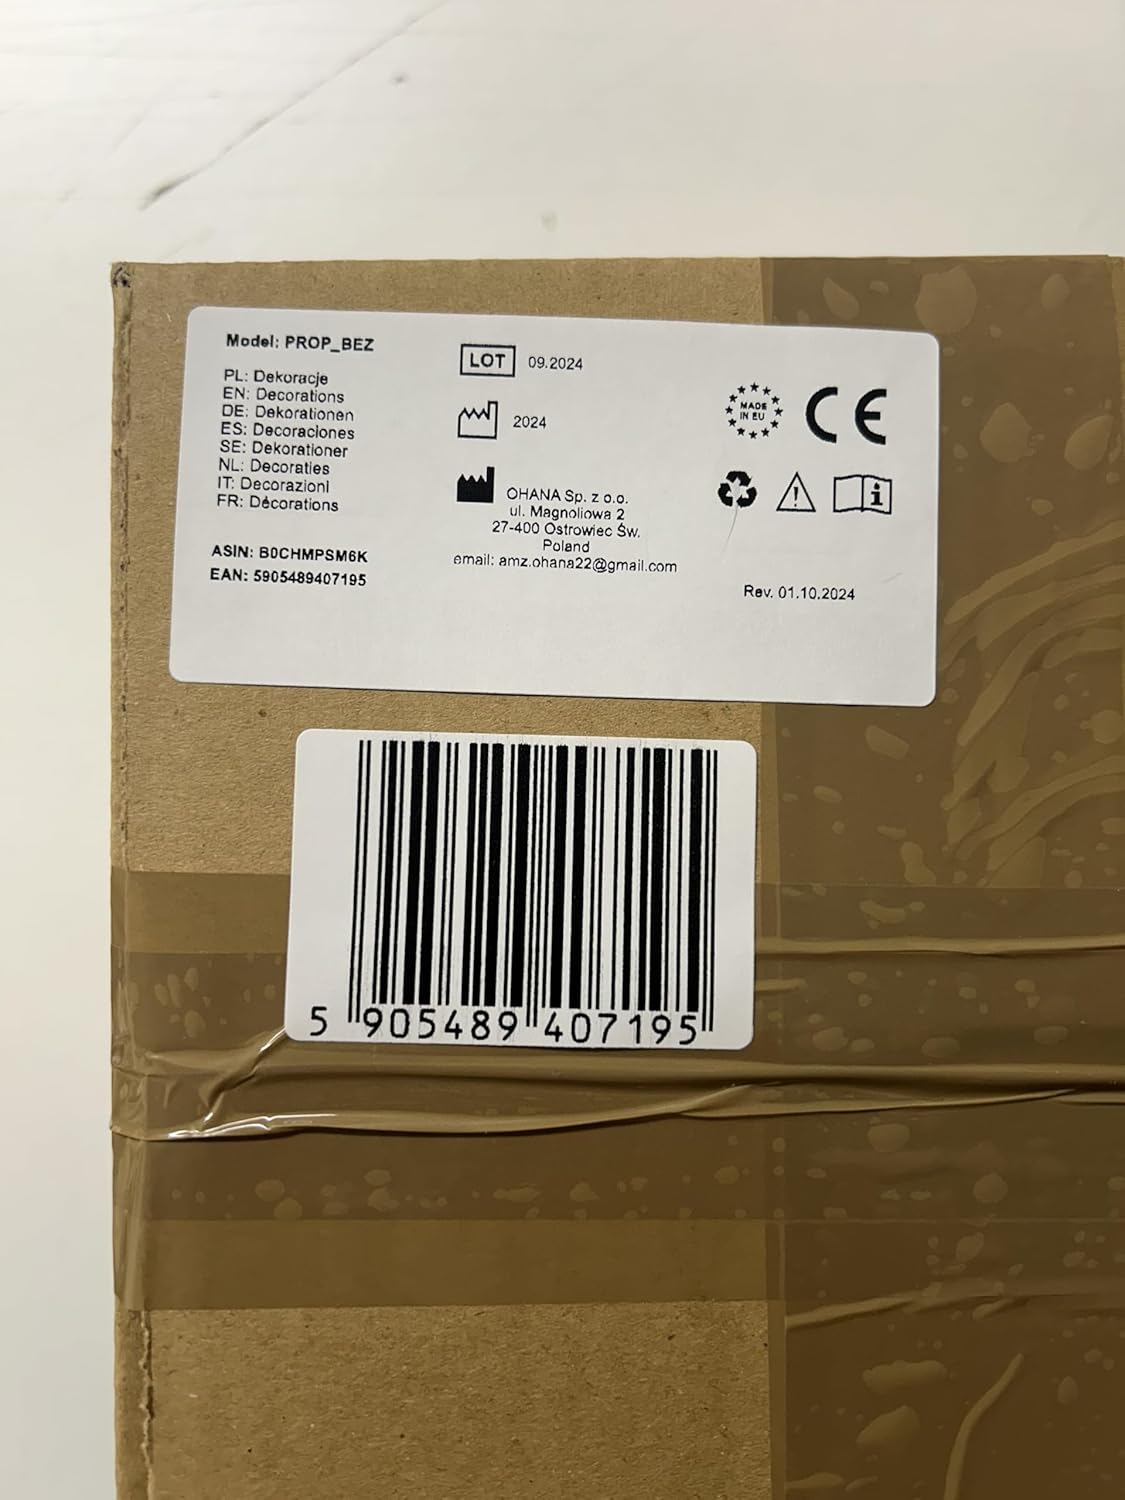 Model: PROP_BEZ
PL: Dekoracje
EN: Decorations
DE: Dekorationen
ES: Decoraciones
SE: Dekorationer
NL: Decoraties
IT: Decorazioni
FR: Décorations
ASIN: B0CHMPSM6K
EAN: 5905489407195
LOT 09.2024
2024
OHANA Sp. z o.o.
ul. Magnoliowa 2
27-400 Ostrowiec Św.
Poland
email: amz.ohana22@gmail.com
MADE
IN EU
CE
Rev. 01.10.2024
5 905489 407195